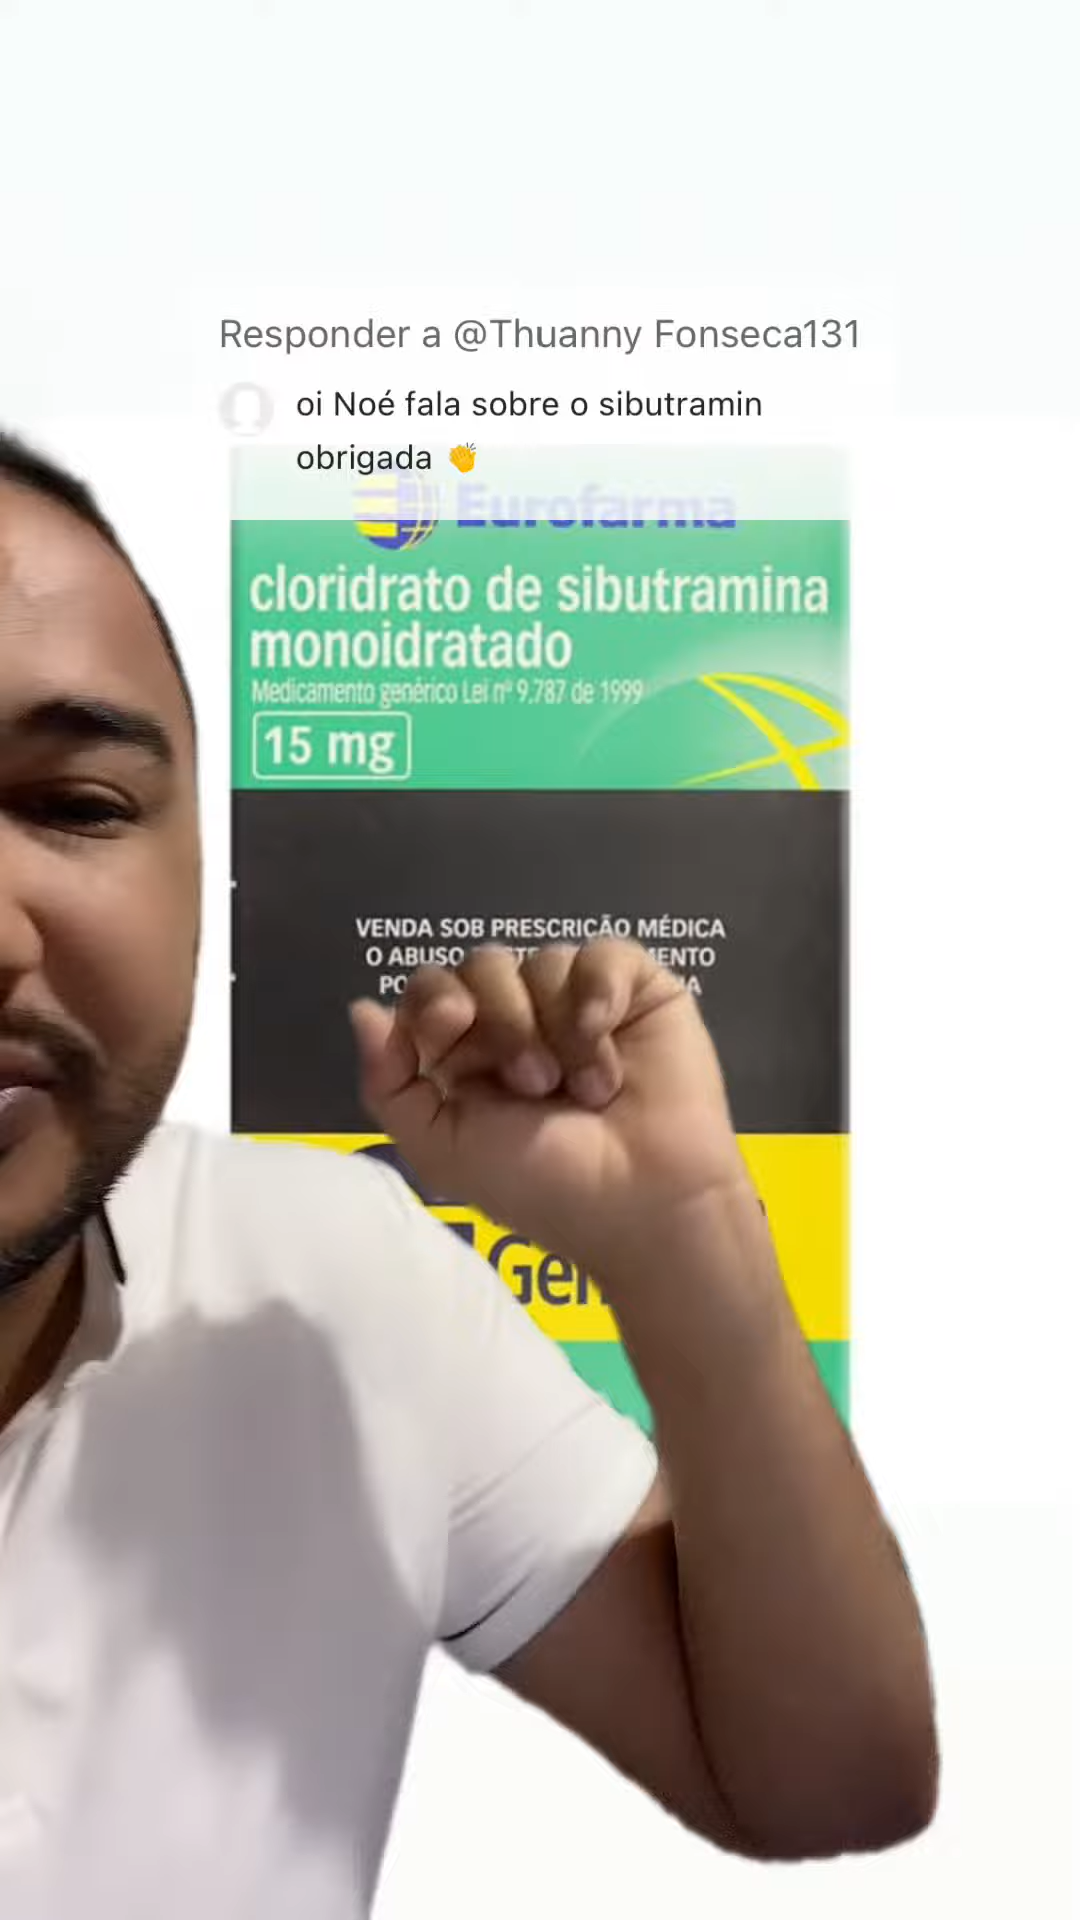 Responder a @Thuanny Fonseca131
oi Noé fala sobre o sibutramin
obrigada 👏
Eurofarma
cloridrato de sibutramina
monoidratado
Medicamento genérico Lei nº 9.787 de 1999
15 mg
VENDA SOB PRESCRIÇÃO MÉDICA
O ABUSO